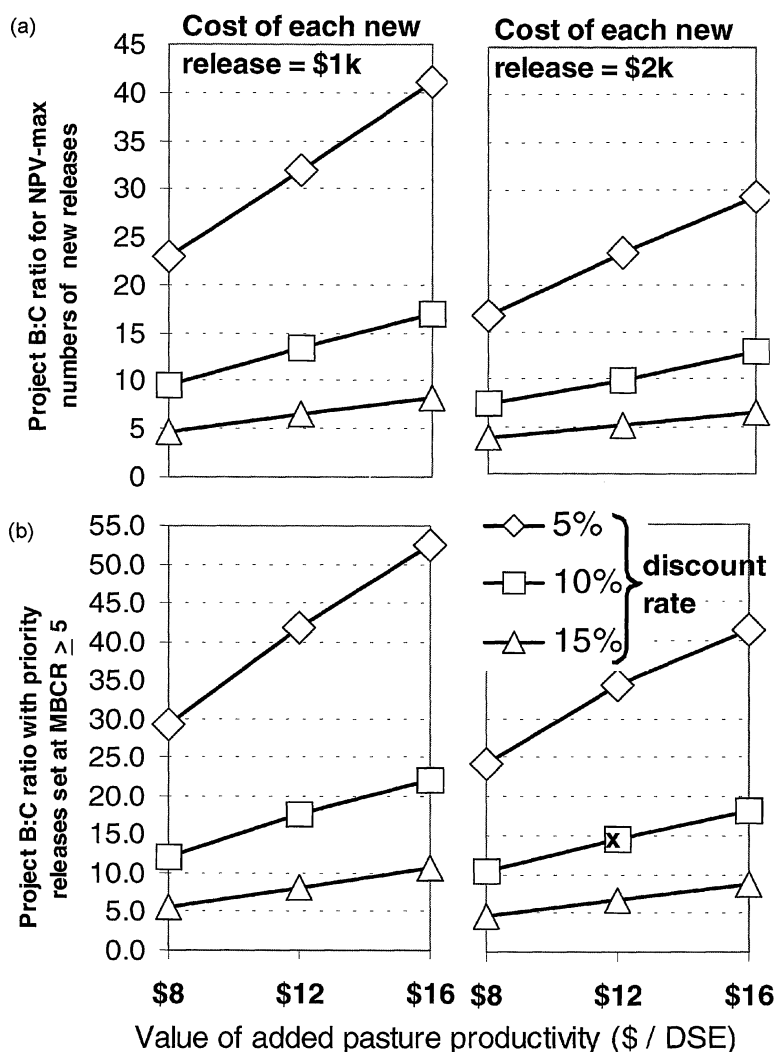 (a)
Cost of each new release = $1k
Cost of each new release = $2k
Project B:C ratio for NPV-max numbers of new releases
45
40
35
30
25
20
15
10
5
0
(b)
Project B:C ratio with priority releases set at MBCR ≥ 5
55.0
50.0
45.0
40.0
35.0
30.0
25.0
20.0
15.0
10.0
5.0
0.0
5%
10%
15%
discount rate
x
$8 $12 $16 $8 $12 $16
Value of added pasture productivity ($ / DSE)